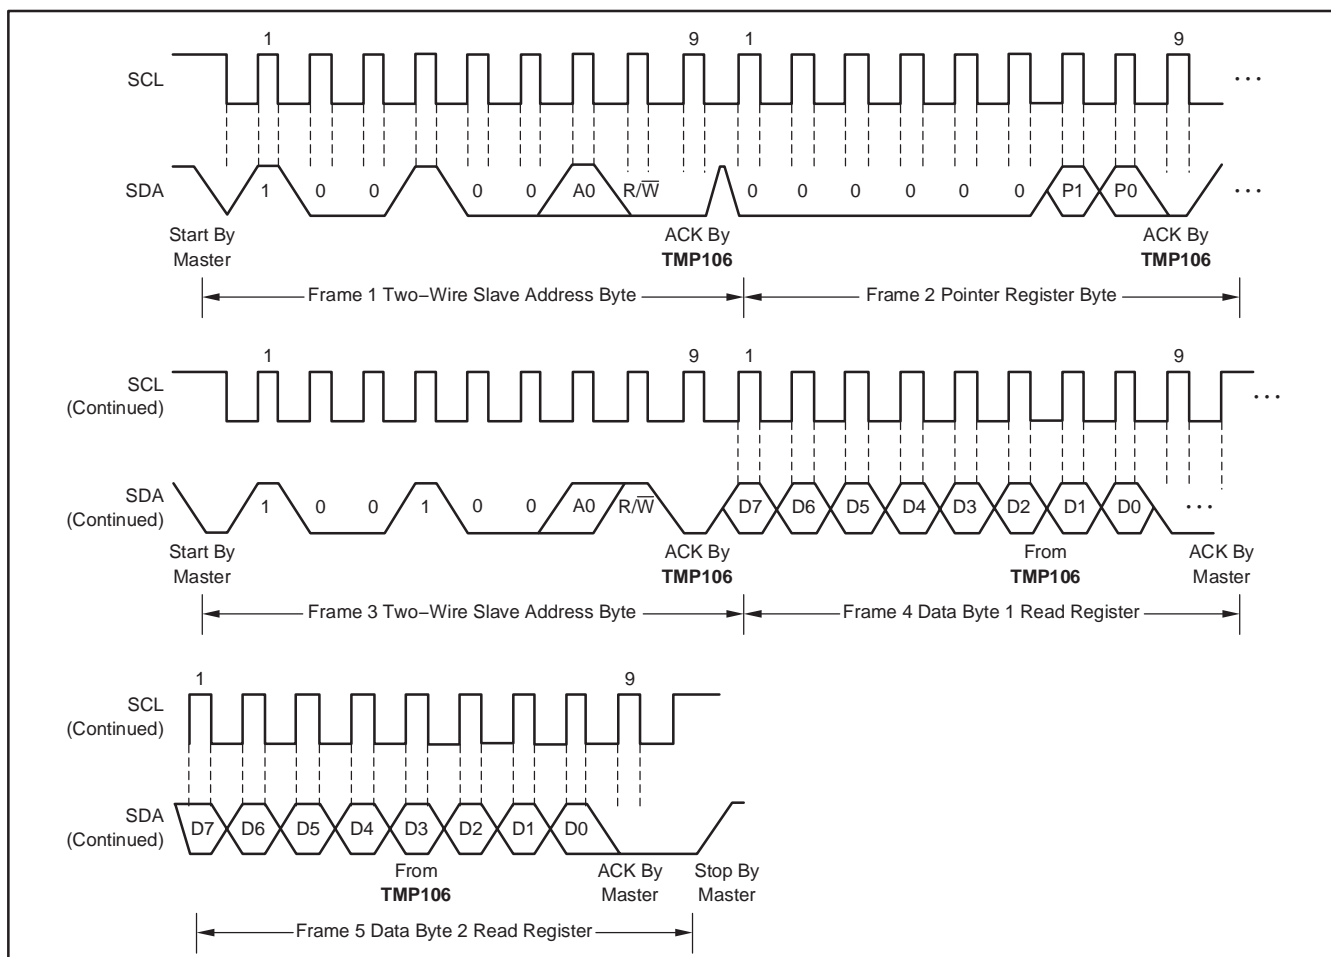 1 9 1 9
SCL ···
SDA 1 0 0 0 0 A0 R/W̅ 0 0 0 0 0 0 P1 P0 ···
Start By ACK By ACK By
Master TMP106 TMP106
Frame 1 Two−Wire Slave Address Byte Frame 2 Pointer Register Byte
1 9 1 9
SCL
(Continued) ···
SDA 1 0 0 1 0 0 A0 R/W̅ D7 D6 D5 D4 D3 D2 D1 D0 ···
(Continued)
Start By ACK By From ACK By
Master TMP106 TMP106 Master
Frame 3 Two−Wire Slave Address Byte Frame 4 Data Byte 1 Read Register
1 9
SCL
(Continued)
SDA D7 D6 D5 D4 D3 D2 D1 D0
(Continued)
From ACK By Stop By
TMP106 Master Master
Frame 5 Data Byte 2 Read Register